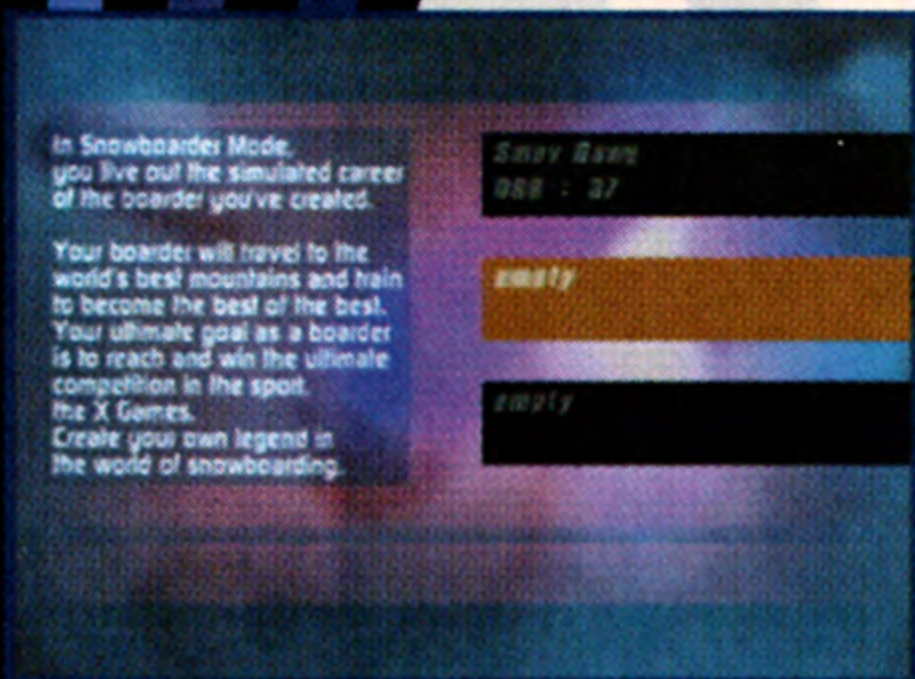 In Snowboarder Mode,
you live out the simulated career
of the boarder you've created.
Your boarder will travel to the
world's best mountains and train
to become the best of the best.
Your ultimate goal as a boarder
is to reach and win the ultimate
competition in the sport,
the X Games.
Create your own legend in
the world of snowboarding.
empty
empty